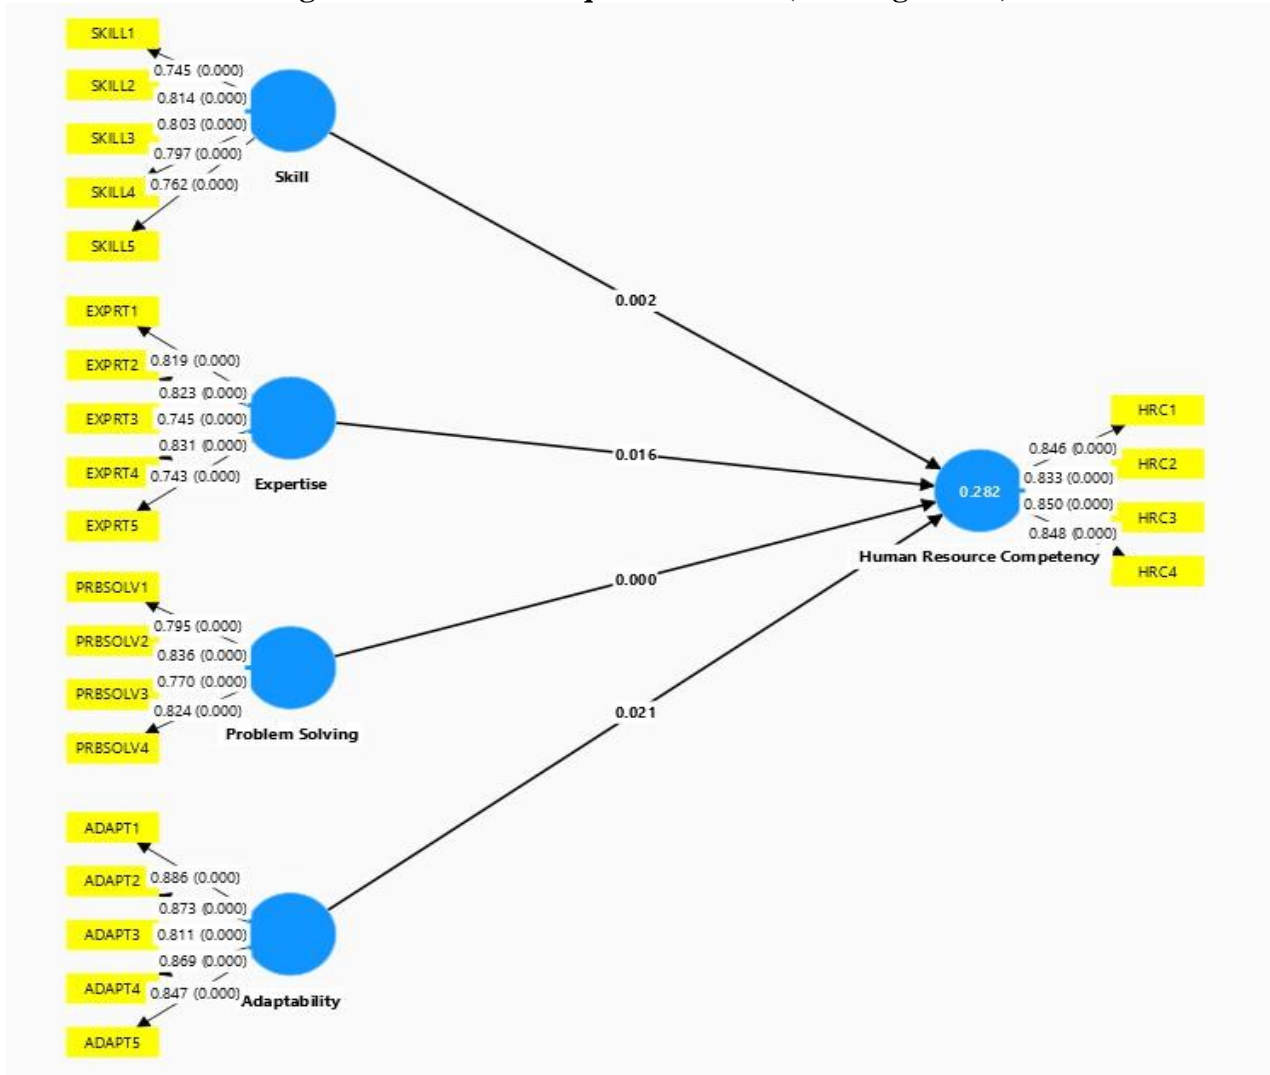 SKILL1
0.745 (0.000)
SKILL2
0.814 (0.000)
0.803 (0.000)
SKILL3
0.797 (0.000)
SKILL4
0.762 (0.000)
SKILL5
Skill
0.002
EXPRT1
0.819 (0.000)
EXPRT2
0.823 (0.000)
EXPRT3
0.745 (0.000)
0.831 (0.000)
EXPRT4
0.743 (0.000)
EXPRT5
Expertise
0.016
PRBSOLV1
0.795 (0.000)
PRBSOLV2
0.836 (0.000)
0.770 (0.000)
PRBSOLV3
0.824 (0.000)
PRBSOLV4
Problem Solving
0.000
ADAPT1
0.886 (0.000)
ADAPT2
0.873 (0.000)
ADAPT3
0.811 (0.000)
0.869 (0.000)
ADAPT4
0.847 (0.000)
ADAPT5
Adaptability
0.021
0.282
Human Resource Competency
HRC1
0.846 (0.000)
HRC2
0.833 (0.000)
0.850 (0.000)
HRC3
0.848 (0.000)
HRC4